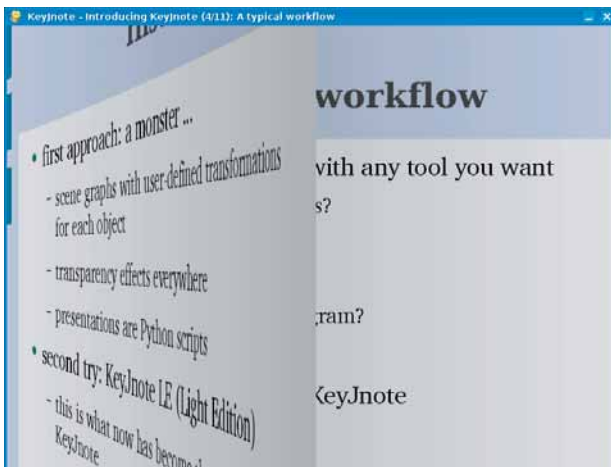 KeyJnote - Introducing KeyJnote (4/11): A typical workflow
workflow
• first approach: a monster ...
– scene graphs with user-defined transformations
for each object
– transparency effects everywhere
– presentations are Python scripts
• second try: KeyJnote LE (Light Edition)
– this is what now has become
KeyJnote
with any tool you want
s?
gram?
KeyJnote